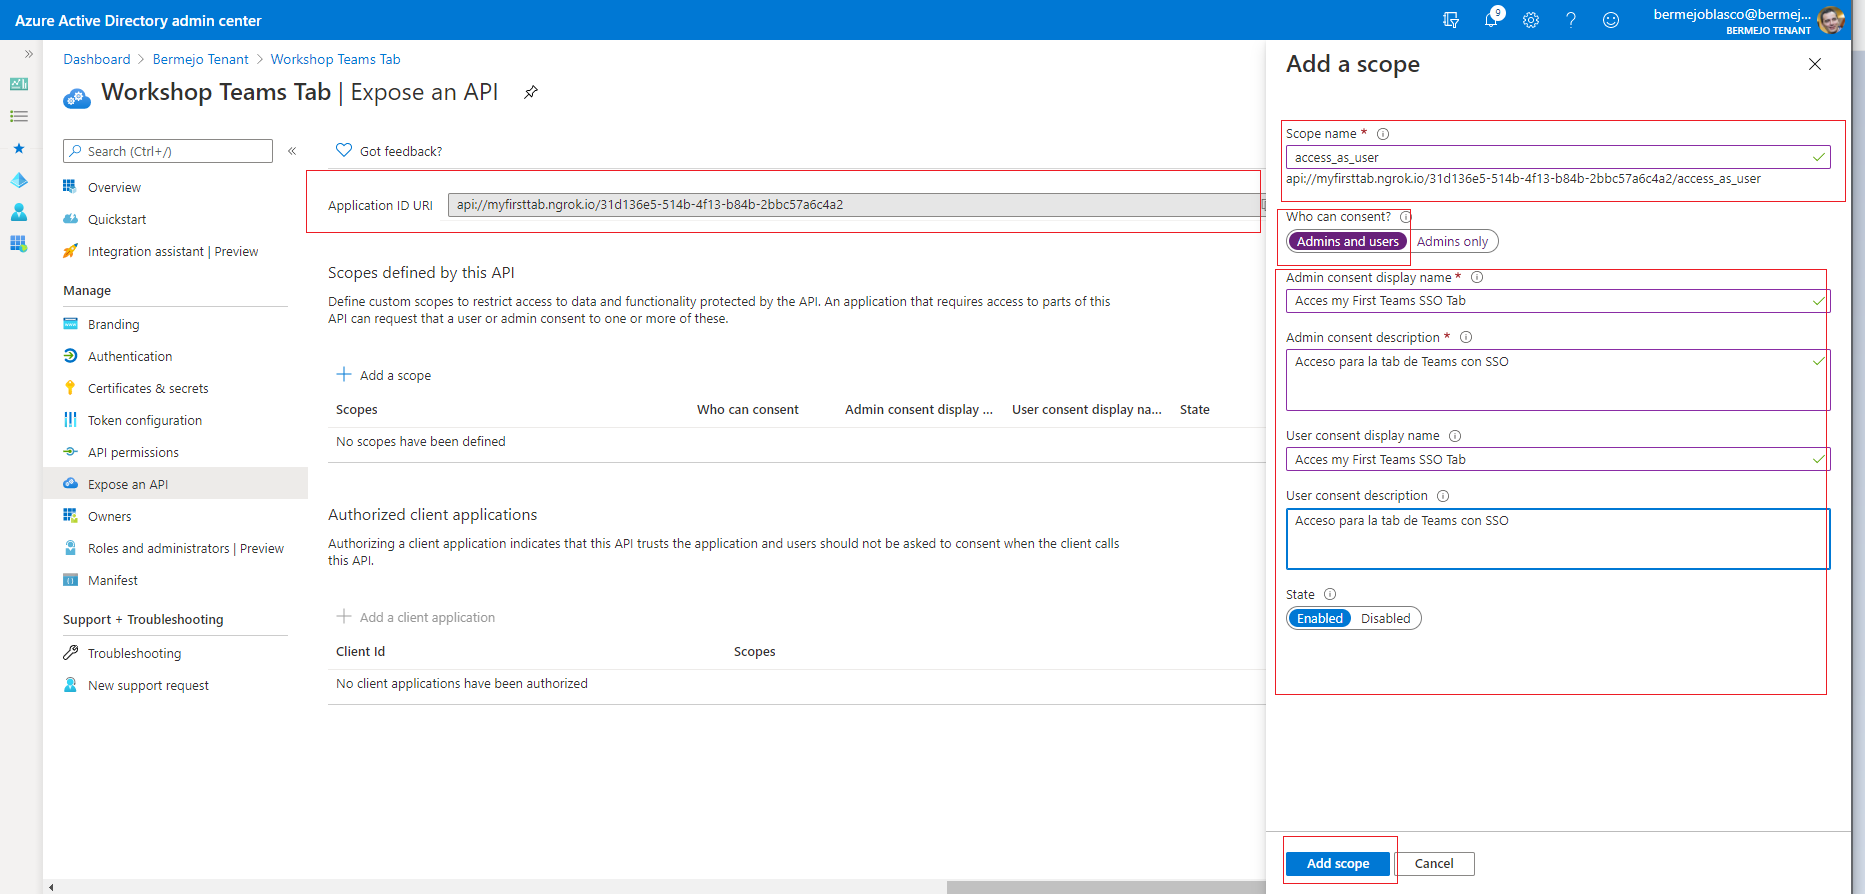 Azure Active Directory admin center
9
bermejoblasco@bermej...
BERMEJO TENANT
Dashboard > Bermejo Tenant > Workshop Teams Tab
Workshop Teams Tab | Expose an API
Search (Ctrl+/)
Overview
Quickstart
Integration assistant | Preview
Manage
Branding
Authentication
Certificates & secrets
Token configuration
API permissions
Expose an API
Owners
Roles and administrators | Preview
Manifest
Support + Troubleshooting
Troubleshooting
New support request
Got feedback?
Application ID URI api://myfirsttab.ngrok.io/31d136e5-514b-4f13-b84b-2bbc57a6c4a2
Scopes defined by this API
Define custom scopes to restrict access to data and functionality protected by the API. An application that requires access to parts of this
API can request that a user or admin consent to one or more of these.
Add a scope
Scopes Who can consent Admin consent display ... User consent display na... State
No scopes have been defined
Authorized client applications
Authorizing a client application indicates that this API trusts the application and users should not be asked to consent when the client calls
this API.
Add a client application
Client Id Scopes
No client applications have been authorized
Add a scope
Scope name *
access_as_user
api://myfirsttab.ngrok.io/31d136e5-514b-4f13-b84b-2bbc57a6c4a2/access_as_user
Who can consent?
Admins and users Admins only
Admin consent display name *
Acces my First Teams SSO Tab
Admin consent description *
Acceso para la tab de Teams con SSO
User consent display name
Acces my First Teams SSO Tab
User consent description
Acceso para la tab de Teams con SSO
State
Enabled Disabled
Add scope Cancel